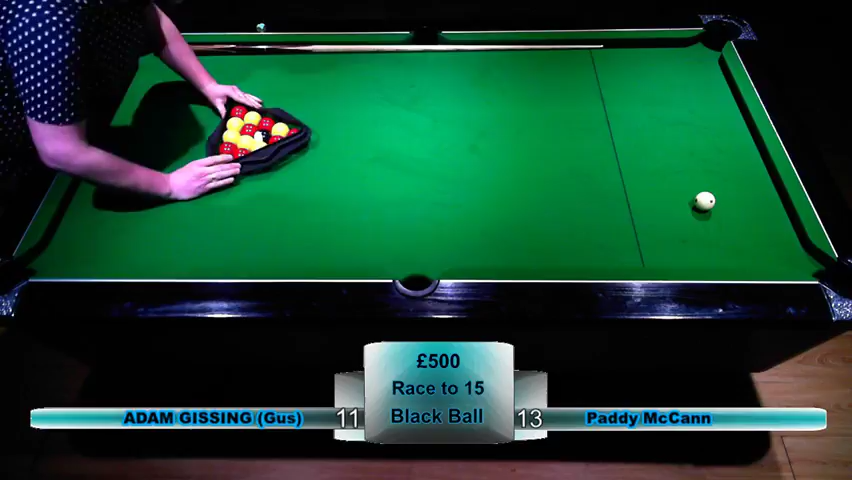 £500
Race to 15
Black Ball
ADAM GISSING (Gus) 11
13 Paddy McCann